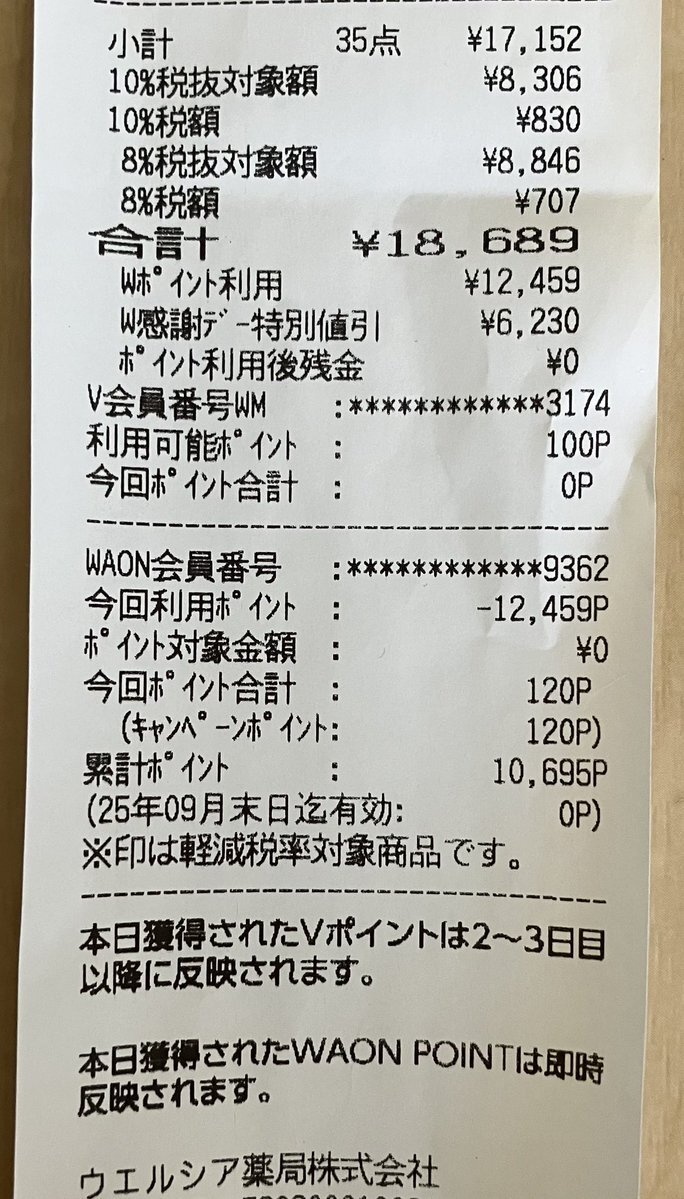 小計 35点 ¥17,152
10%税抜対象額 ¥8,306
10%税額 ¥830
8%税抜対象額 ¥8,846
8%税額 ¥707
合計 ¥18,689
Wﾎﾟｲﾝﾄ利用 ¥12,459
W感謝ﾃﾞｰ特別値引 ¥6,230
ﾎﾟｲﾝﾄ利用後残金 ¥0
V会員番号WM :************3174
利用可能ﾎﾟｲﾝﾄ : 100P
今回ﾎﾟｲﾝﾄ合計 : 0P
WAON会員番号 :************9362
今回利用ﾎﾟｲﾝﾄ : -12,459P
ﾎﾟｲﾝﾄ対象金額 : ¥0
今回ﾎﾟｲﾝﾄ合計 : 120P
(ｷｬﾝﾍﾟｰﾝﾎﾟｲﾝﾄ: 120P)
累計ﾎﾟｲﾝﾄ : 10,695P
(25年09月末日迄有効: 0P)
※印は軽減税率対象商品です。
本日獲得されたVポイントは2〜3日目
以降に反映されます。
本日獲得されたWAON POINTは即時
反映されます。
ウエルシア薬局株式会社